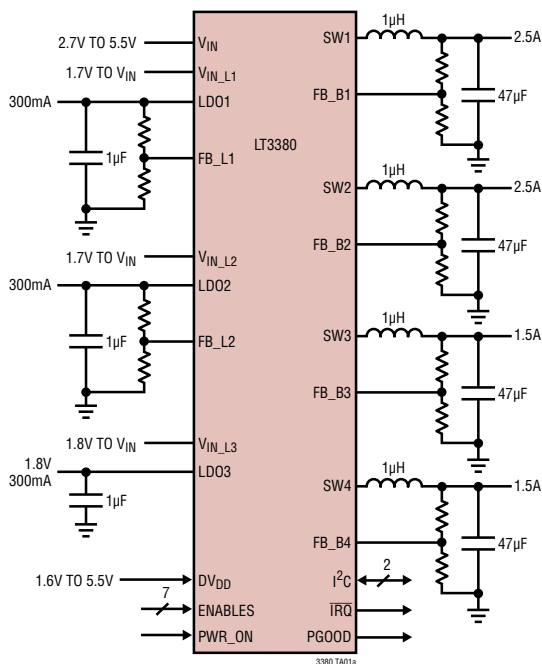 2.7V TO 5.5V
1.7V TO VIN
300mA
1µF
1.7V TO VIN
300mA
1µF
1.8V TO VIN
1.8V
300mA
1µF
1.6V TO 5.5V
7
VIN
VIN_L1
LDO1
FB_L1
VIN_L2
LDO2
FB_L2
VIN_L3
LDO3
DVDD
ENABLES
PWR_ON
LT3380
SW1
FB_B1
SW2
FB_B2
SW3
FB_B3
SW4
FB_B4
I2C
IRQ
PGOOD
1µH
2.5A
47µF
1µH
2.5A
47µF
1µH
1.5A
47µF
1µH
1.5A
47µF
2
3380 TA01a